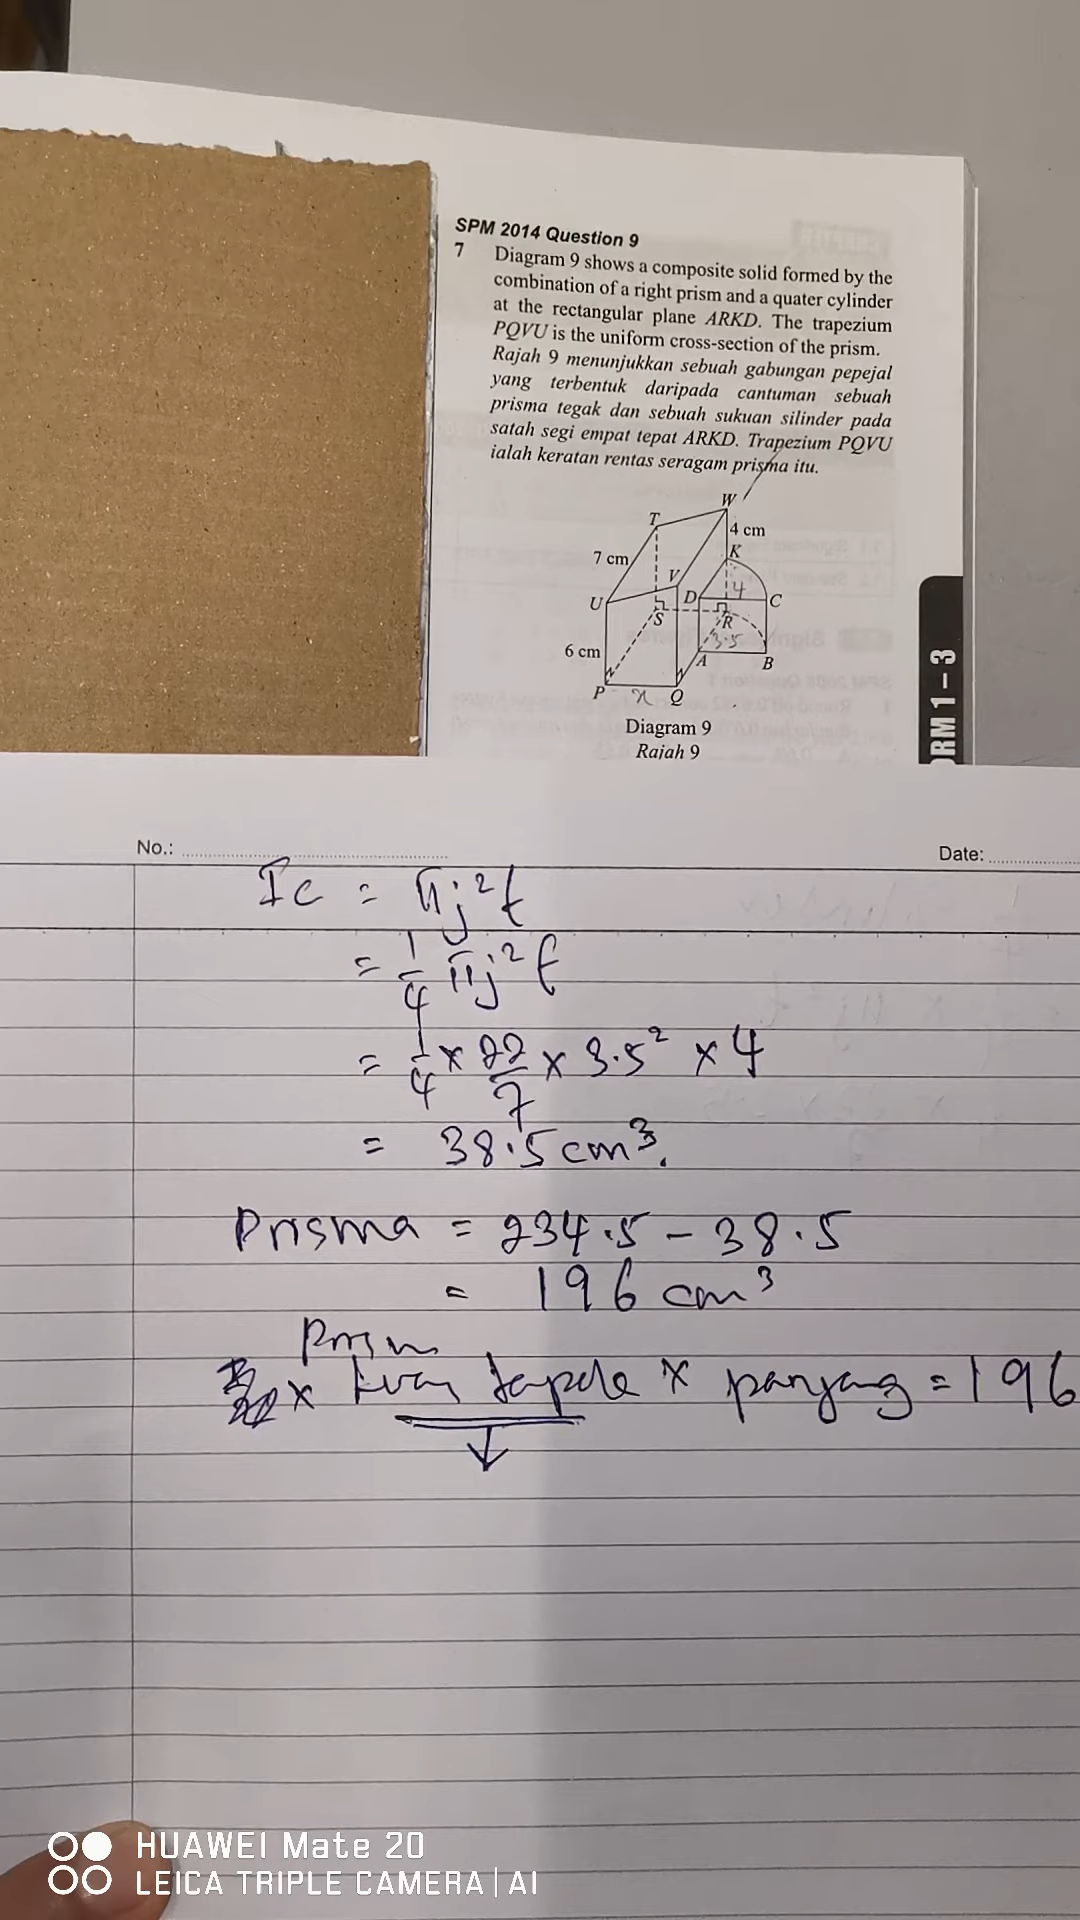 SPM 2014 Question 9
7 Diagram 9 shows a composite solid formed by the
combination of a right prism and a quater cylinder
at the rectangular plane ARKD. The trapezium
PQVU is the uniform cross-section of the prism.
Rajah 9 menunjukkan sebuah gabungan pepejal
yang terbentuk daripada cantuman sebuah
prisma tegak dan sebuah sukuan silinder pada
satah segi empat tepat ARKD. Trapezium PQVU
ialah keratan rentas seragam prisma itu.
W
T
4 cm
7 cm
K
V
U
D
4
C
S
R
3.5
6 cm
A
B
P
x
Q
Diagram 9
Rajah 9
RM 1 – 3
No.:
Date:
Ic = πj²t
= 1/4 πj²t
= 1/4 × 22/7 × 3.5² × 4
= 38.5 cm³.
Prisma = 234.5 − 38.5
= 196 cm³
× × panjang = 196
HUAWEI Mate 20
LEICA TRIPLE CAMERA | AI